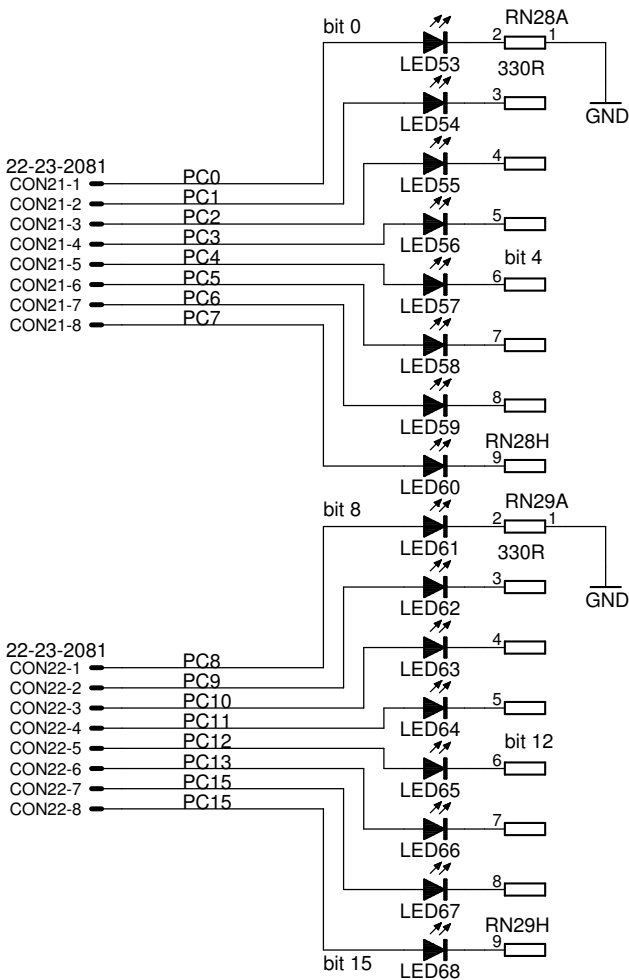 bit 0
RN28A
2 1
LED53
330R
3
LED54
GND
22-23-2081
CON21-1 PC0
4
LED55
CON21-2 PC1
CON21-3 PC2
5
LED56
CON21-4 PC3
bit 4
CON21-5 PC4
6
LED57
CON21-6 PC5
CON21-7 PC6
7
LED58
CON21-8 PC7
8
LED59
RN28H
9
LED60
bit 8
RN29A
2 1
LED61
330R
3
LED62
GND
22-23-2081
CON22-1 PC8
4
LED63
CON22-2 PC9
CON22-3 PC10
5
LED64
CON22-4 PC11
bit 12
CON22-5 PC12
6
LED65
CON22-6 PC13
CON22-7 PC15
7
LED66
CON22-8 PC15
8
LED67
RN29H
9
bit 15
LED68